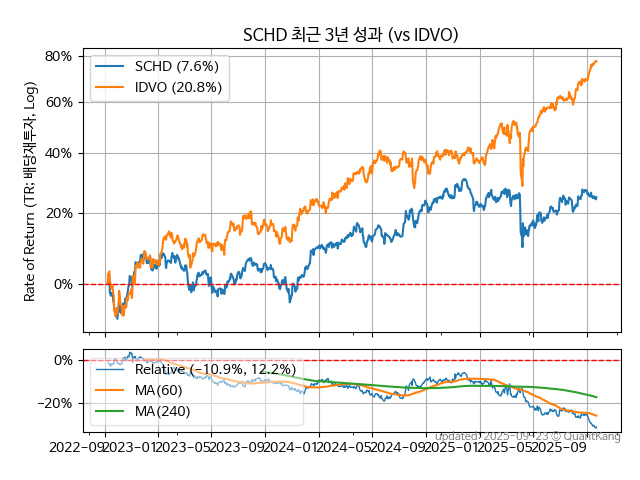 SCHD 최근 3년 성과 (vs IDVO)
Rate of Return (TR: 배당재투자, Log)
80%
60%
40%
20%
0%
SCHD (7.6%)
IDVO (20.8%)
0%
−20%
Relative (−10.9%, 12.2%)
MA(60)
MA(240)
updated: 2025-09-23 © QuantKang
2022-09
2023-01
2023-05
2023-09
2024-01
2024-05
2024-09
2025-01
2025-05
2025-09